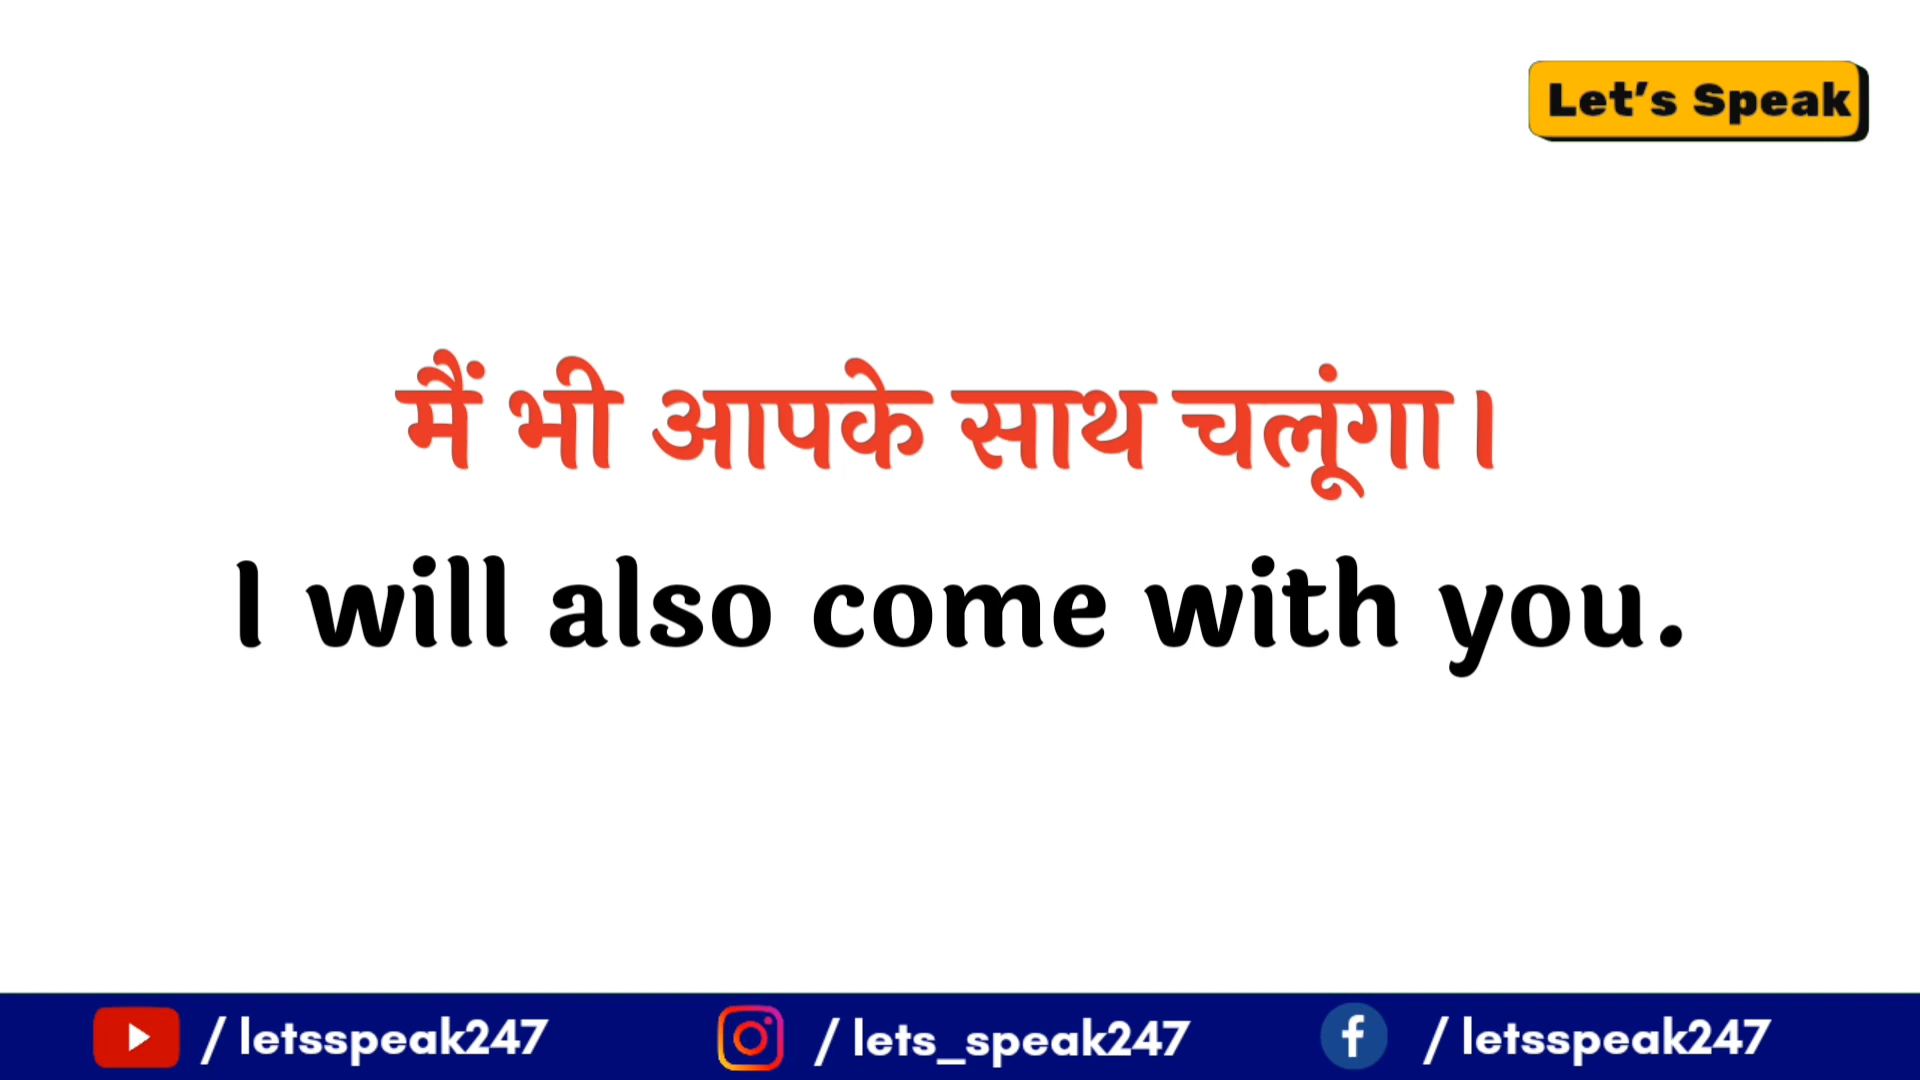 Let's Speak
मैं भी आपके साथ चलूंगा।
I will also come with you.
/ letsspeak247 / lets_speak247 / letsspeak247